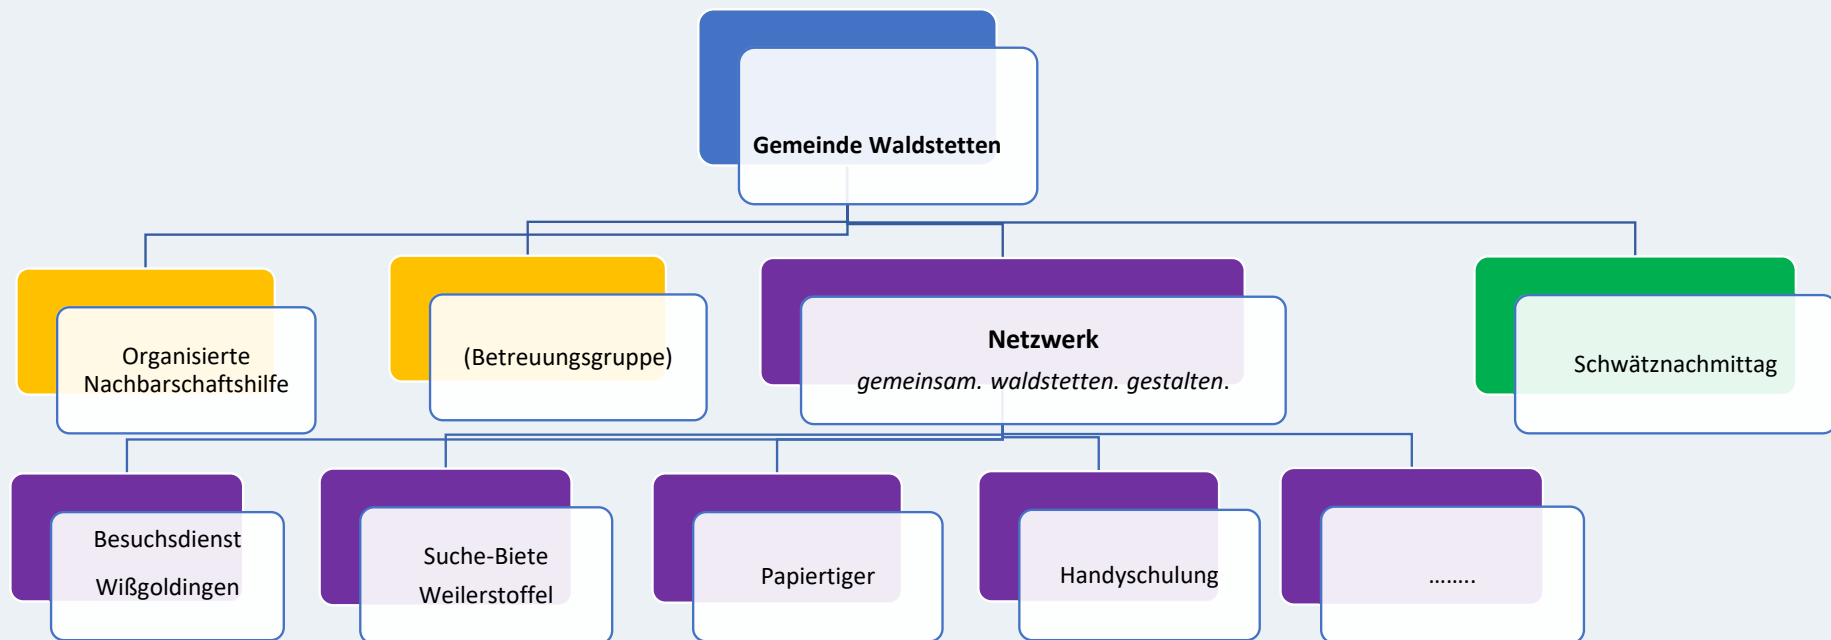 Gemeinde Waldstetten
Organisierte
Nachbarschaftshilfe
(Betreuungsgruppe)
Netzwerk
gemeinsam. waldstetten. gestalten.
Schwätznachmittag
Besuchsdienst
Wißgoldingen
Suche-Biete
Weilerstoffel
Papiertiger
Handyschulung
........